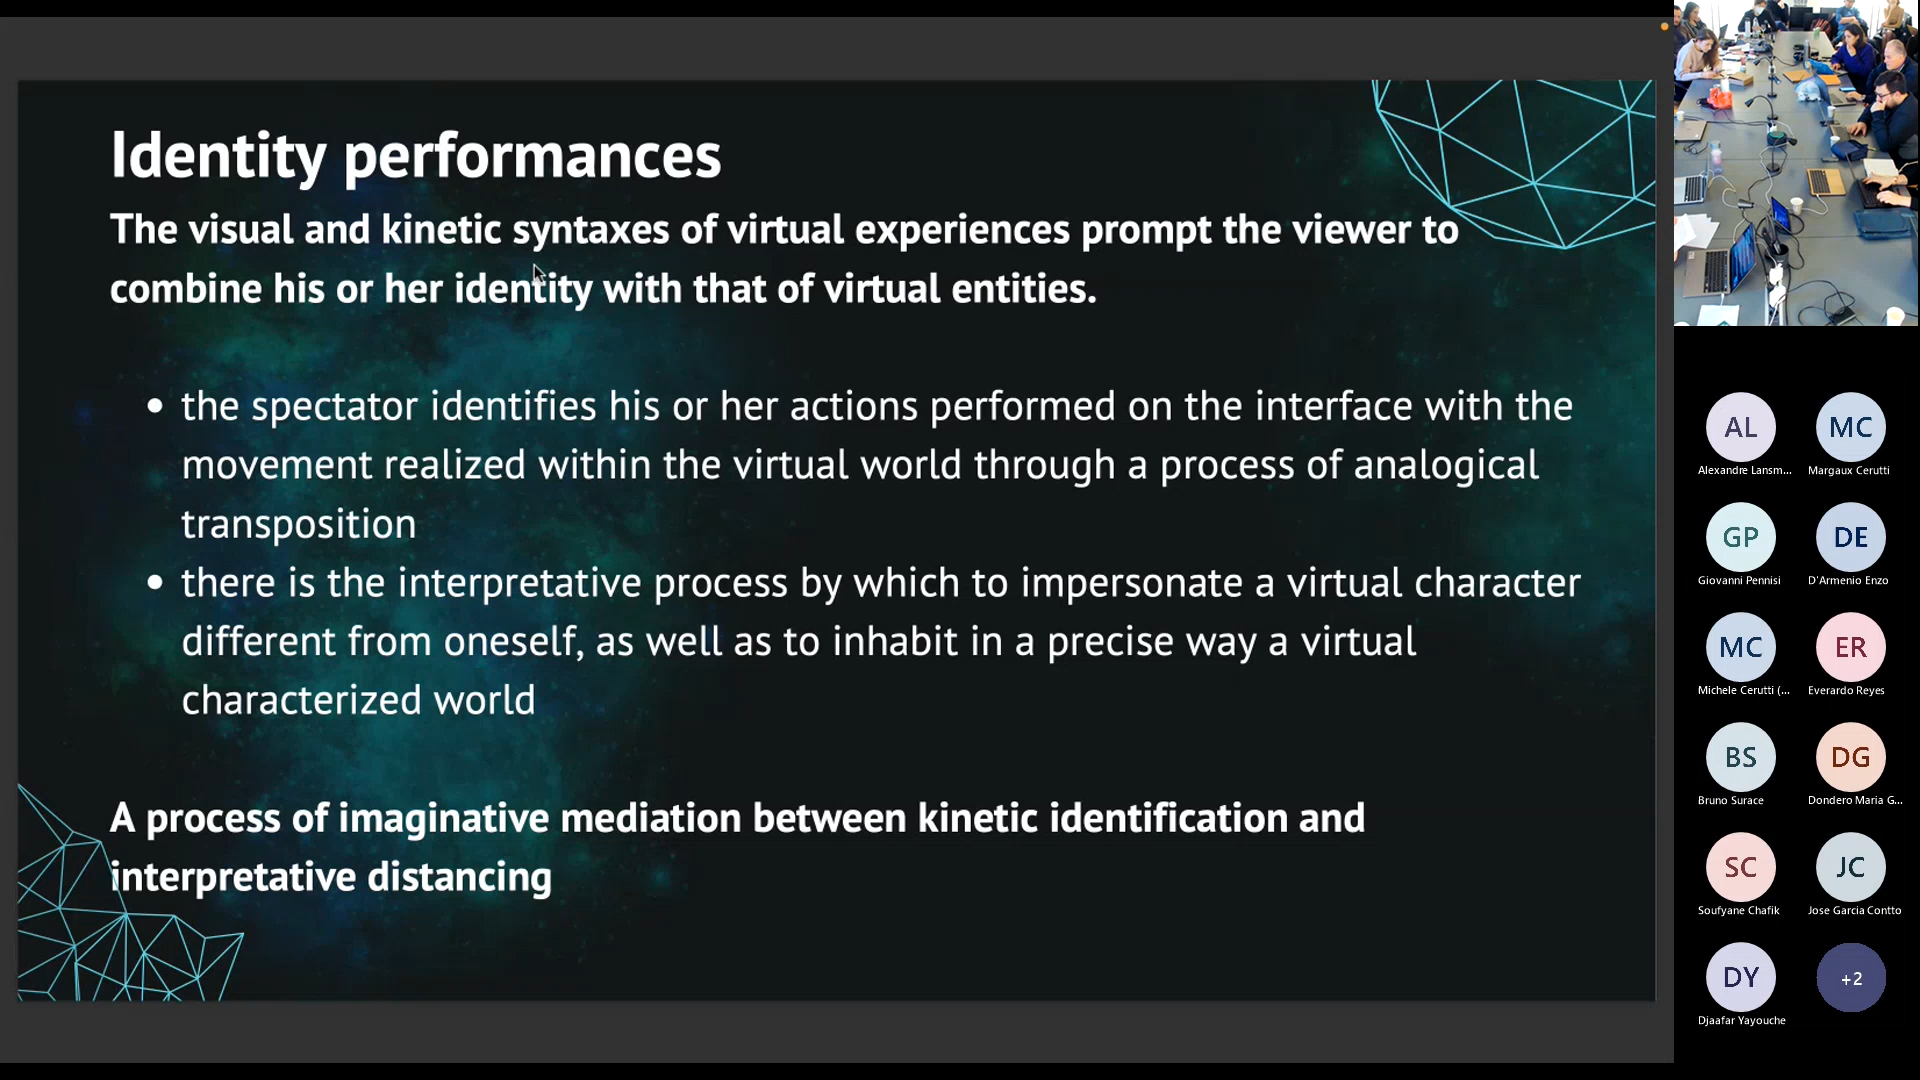 Identity performances
The visual and kinetic syntaxes of virtual experiences prompt the viewer to
combine his or her identity with that of virtual entities.
• the spectator identifies his or her actions performed on the interface with the
movement realized within the virtual world through a process of analogical
transposition
• there is the interpretative process by which to impersonate a virtual character
different from oneself, as well as to inhabit in a precise way a virtual
characterized world
A process of imaginative mediation between kinetic identification and
interpretative distancing
AL MC
Alexandre Lansm... Margaux Cerutti
GP DE
Giovanni Pennisi D'Armenio Enzo
MC ER
Michele Cerutti (... Everardo Reyes
BS DG
Bruno Surace Dondero Maria G...
SC JC
Soufyane Chafik Jose Garcia Contto
DY +2
Djaafar Yayouche